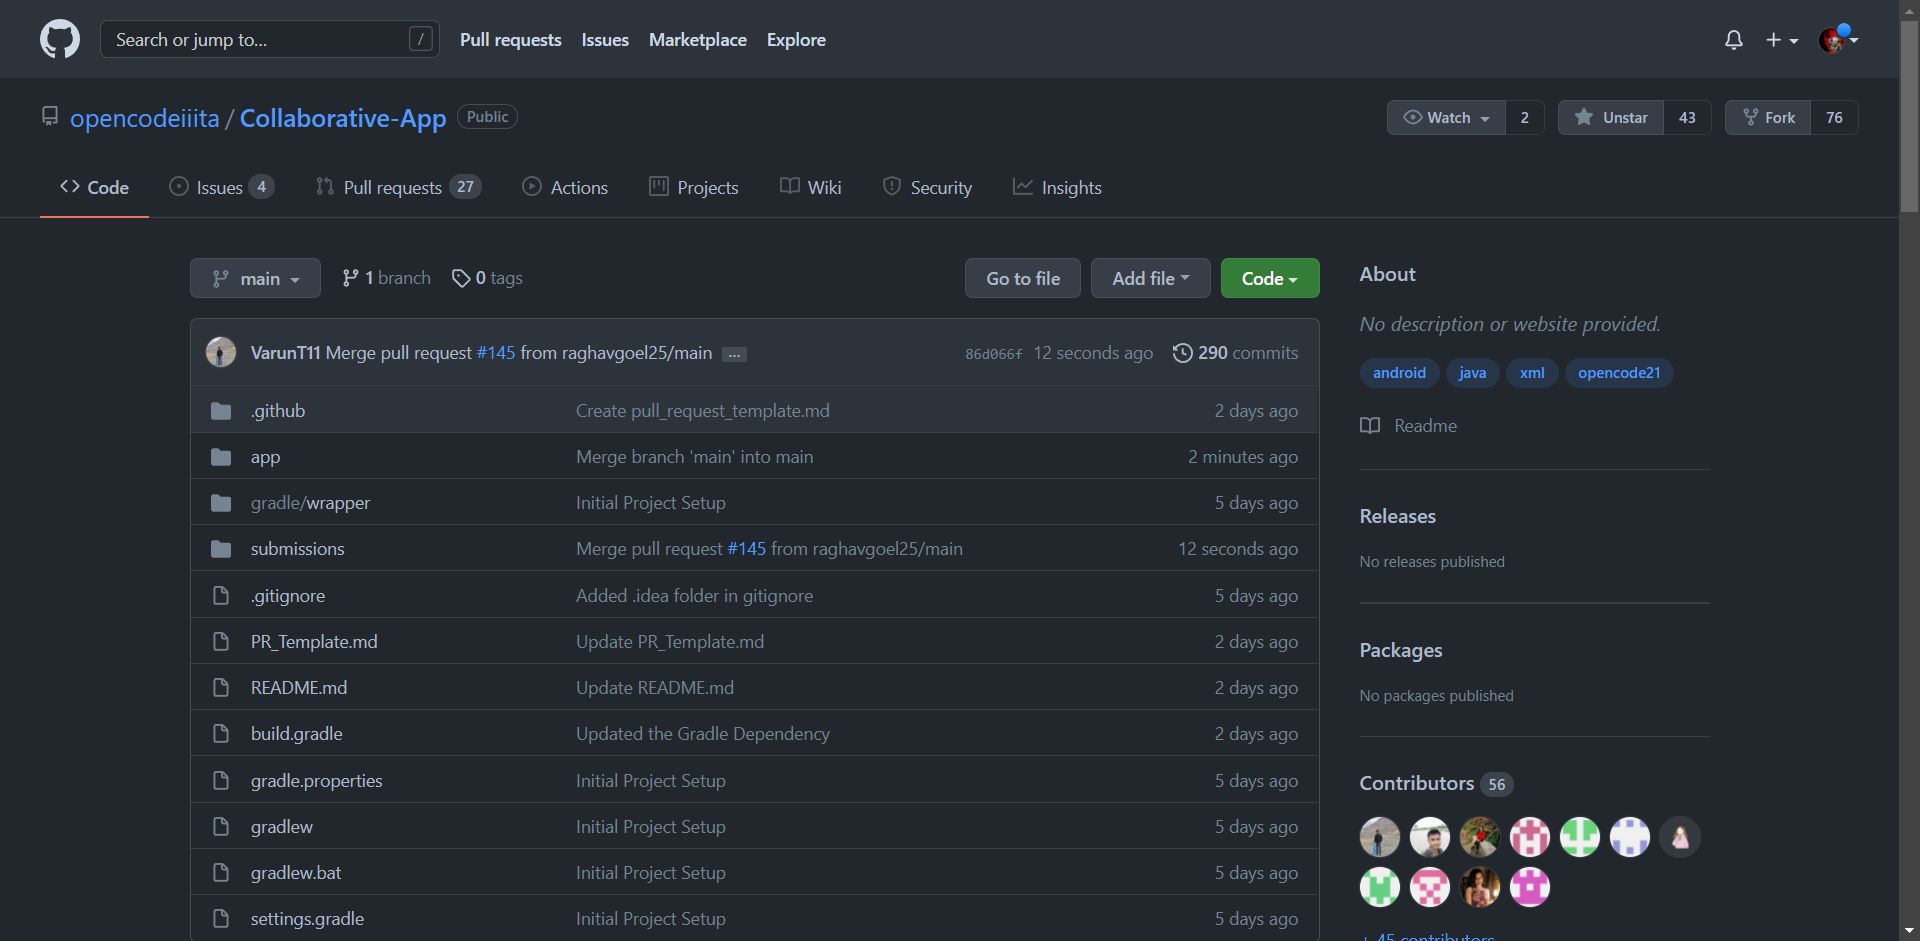 Search or jump to... / Pull requests Issues Marketplace Explore
opencodeiiita / Collaborative-App Public Watch 2 Unstar 43 Fork 76
Code Issues 4 Pull requests 27 Actions Projects Wiki Security Insights
main 1 branch 0 tags Go to file Add file Code
VarunT11 Merge pull request #145 from raghavgoel25/main ... 86d066f 12 seconds ago 290 commits
.github Create pull_request_template.md 2 days ago
app Merge branch 'main' into main 2 minutes ago
gradle/wrapper Initial Project Setup 5 days ago
submissions Merge pull request #145 from raghavgoel25/main 12 seconds ago
.gitignore Added .idea folder in gitignore 5 days ago
PR_Template.md Update PR_Template.md 2 days ago
README.md Update README.md 2 days ago
build.gradle Updated the Gradle Dependency 2 days ago
gradle.properties Initial Project Setup 5 days ago
gradlew Initial Project Setup 5 days ago
gradlew.bat Initial Project Setup 5 days ago
settings.gradle Initial Project Setup 5 days ago
About
No description or website provided.
android java xml opencode21
Readme
Releases
No releases published
Packages
No packages published
Contributors 56
+ 45 contributors